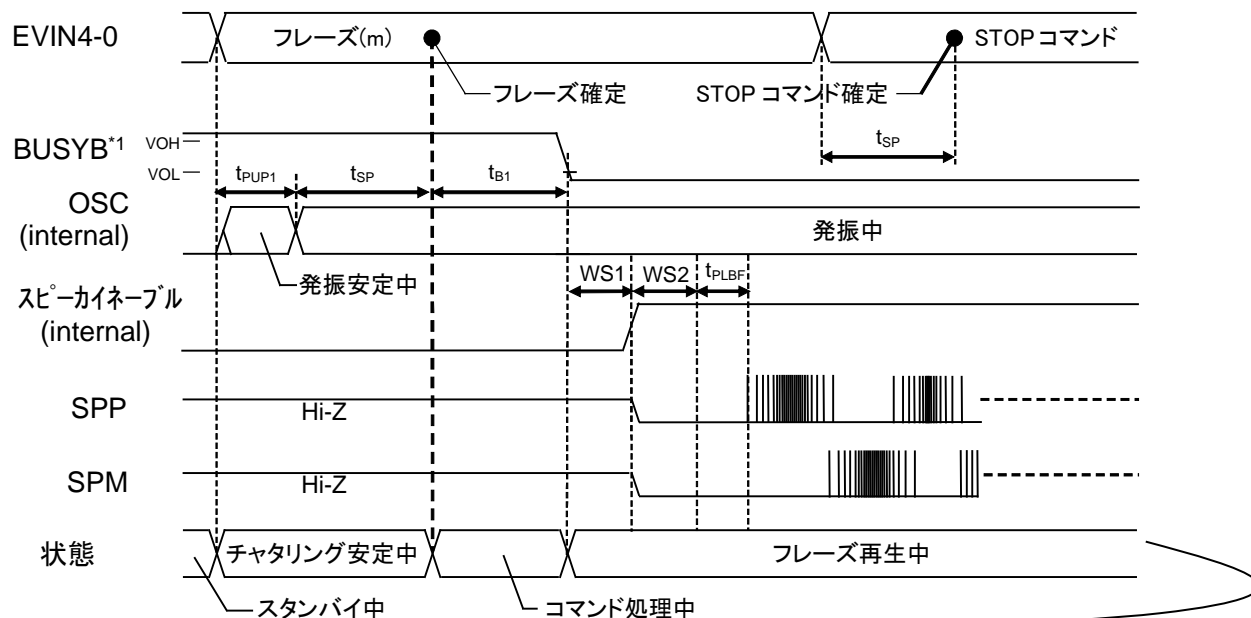 EVIN4-0
フレーズ(m)
STOP コマンド
フレーズ確定
STOP コマンド確定
BUSYB*1
VOH
VOL
tSP
tPUP1
tSP
tB1
OSC
(internal)
発振中
発振安定中
WS1
WS2
tPLBF
スピーカイネーブル
(internal)
SPP
Hi-Z
SPM
Hi-Z
状態
チャタリング安定中
フレーズ再生中
スタンバイ中
コマンド処理中